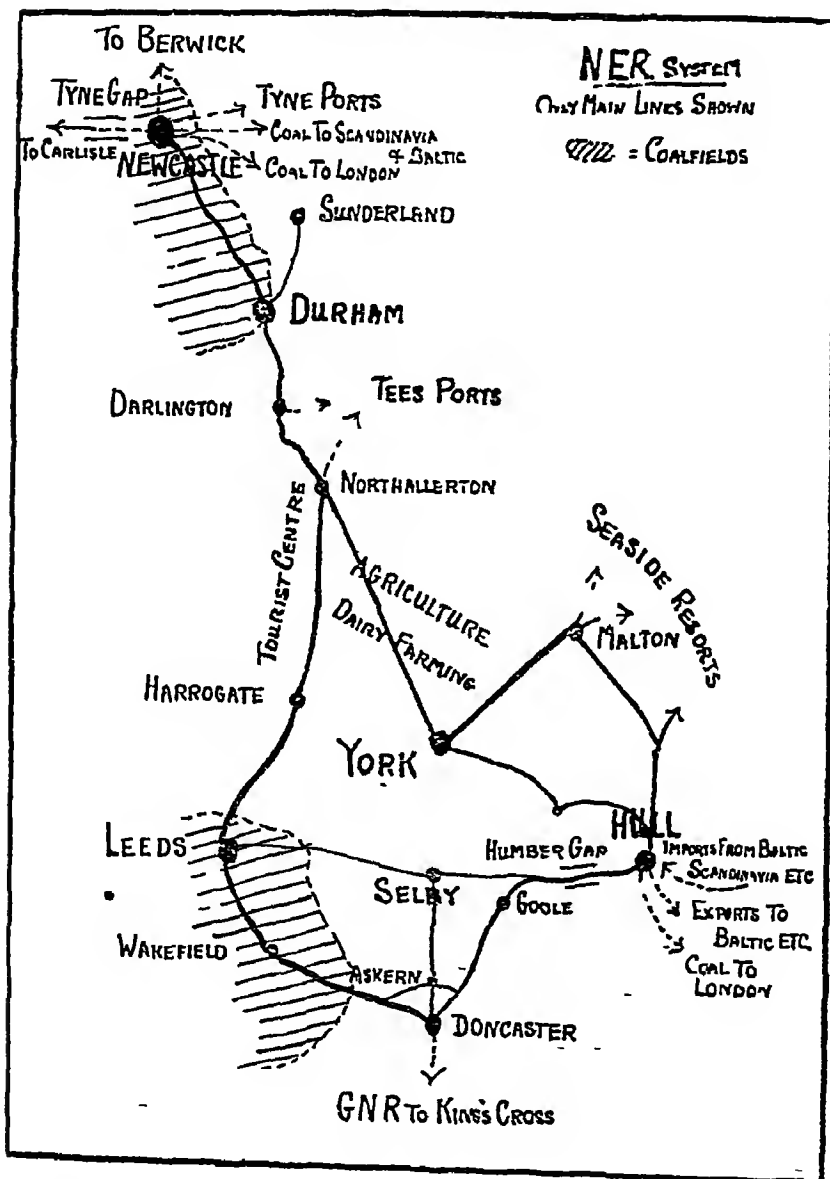 To Berwick
NER System
Only Main Lines Shown
= Coalfields
Tyne Gap
Tyne Ports
Coal To Scandinavia
& Baltic
To Carlisle
Newcastle
Coal To London
Sunderland
Durham
Darlington
Tees Ports
Northallerton
Tourist Centre
Agriculture
Dairy Farming
Seaside Resorts
Malton
Harrogate
York
Leeds
Humber Gap
Hull
Imports From Baltic
Scandinavia Etc
Selby
Goole
Exports To
Baltic Etc
Coal To
London
Wakefield
Askern
Doncaster
GNR To King's Cross